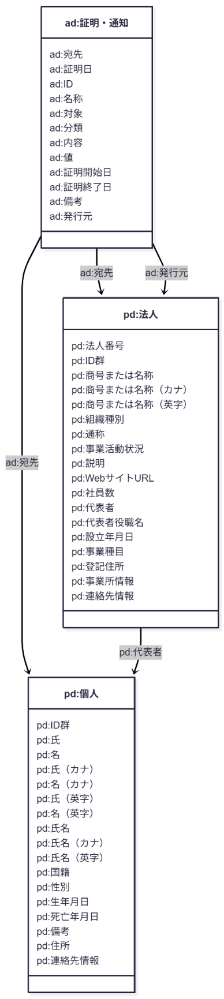 ad:証明・通知
ad:宛先
ad:証明日
ad:ID
ad:名称
ad:対象
ad:分類
ad:内容
ad:値
ad:証明開始日
ad:証明終了日
ad:備考
ad:発行元
ad:宛先
ad:発行元
pd:法人
pd:法人番号
pd:ID群
pd:商号または名称
pd:商号または名称（カナ）
pd:商号または名称（英字）
pd:組織種別
pd:通称
pd:事業活動状況
pd:説明
pd:WebサイトURL
pd:社員数
pd:代表者
pd:代表者役職名
pd:設立年月日
pd:事業種目
pd:登記住所
pd:事業所情報
pd:連絡先情報
ad:宛先
pd:代表者
pd:個人
pd:ID群
pd:氏
pd:名
pd:氏（カナ）
pd:名（カナ）
pd:氏（英字）
pd:名（英字）
pd:氏名
pd:氏名（カナ）
pd:氏名（英字）
pd:国籍
pd:性別
pd:生年月日
pd:死亡年月日
pd:備考
pd:住所
pd:連絡先情報